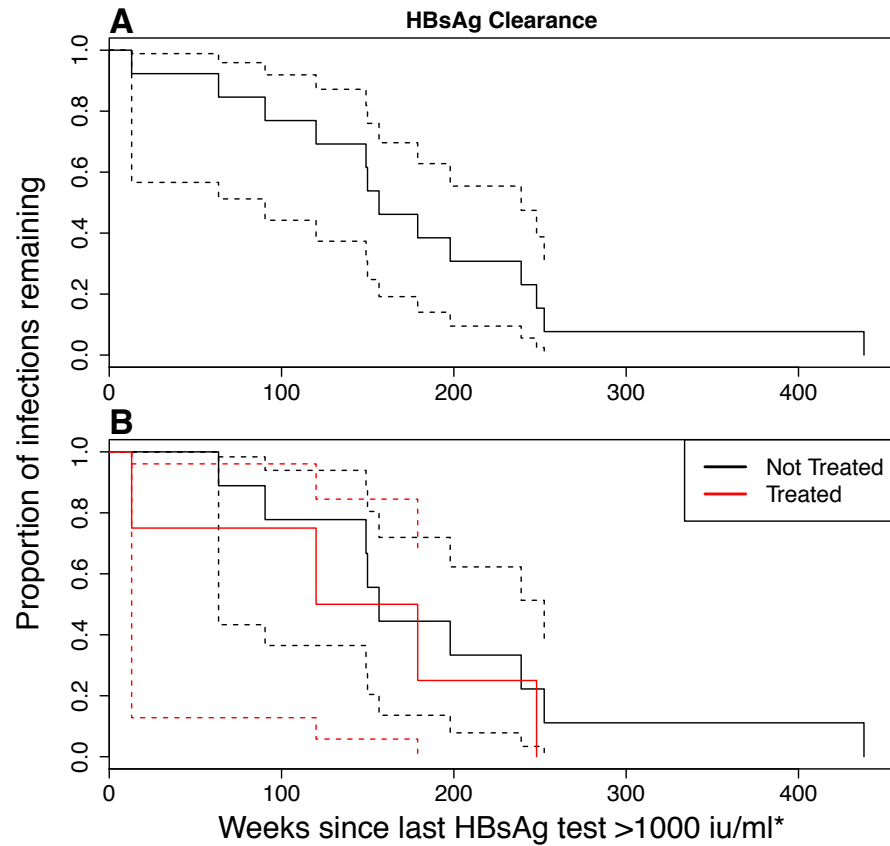 A
HBsAg Clearance
Proportion of infections remaining
1.0
0.8
0.6
0.4
0.2
0.0
0 100 200 300 400
B
Not Treated
Treated
1.0
0.8
0.6
0.4
0.2
0.0
0 100 200 300 400
Weeks since last HBsAg test >1000 iu/ml*